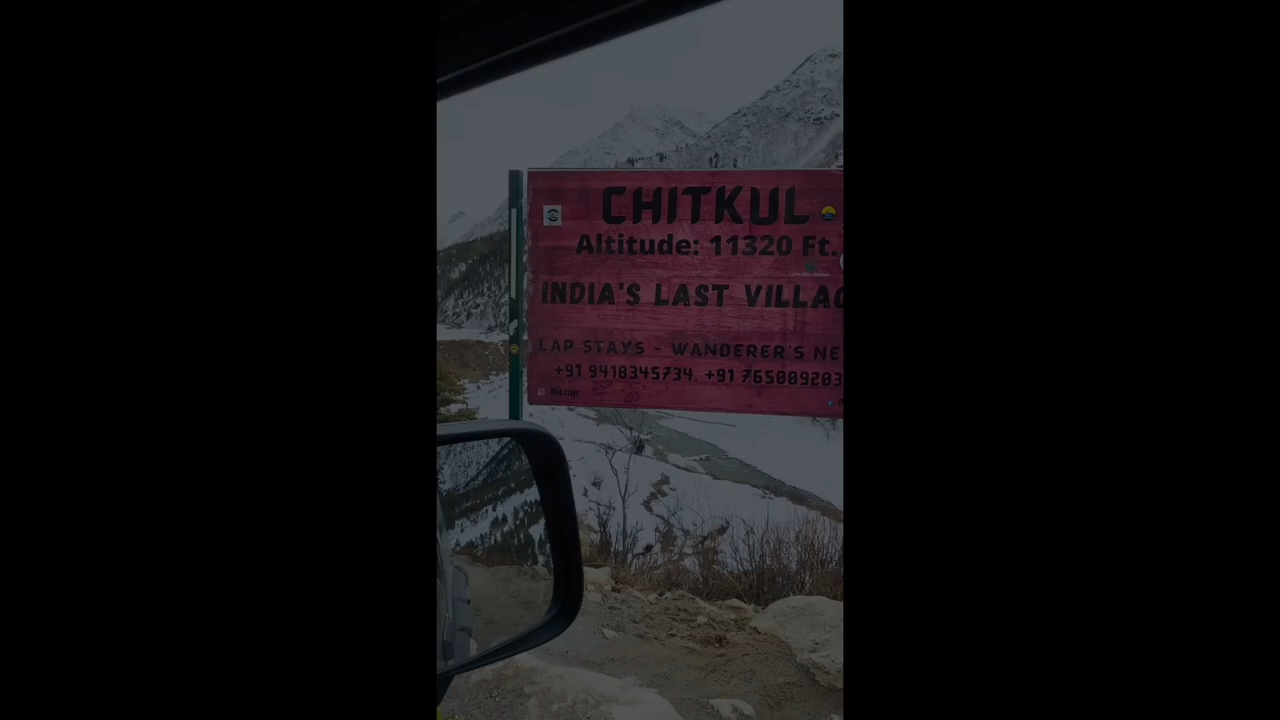 CHITKUL
Altitude: 11320 Ft.
INDIA'S LAST VILLAG
LAP STAYS - WANDERER'S NE
+91 9418345734, +91 765009203